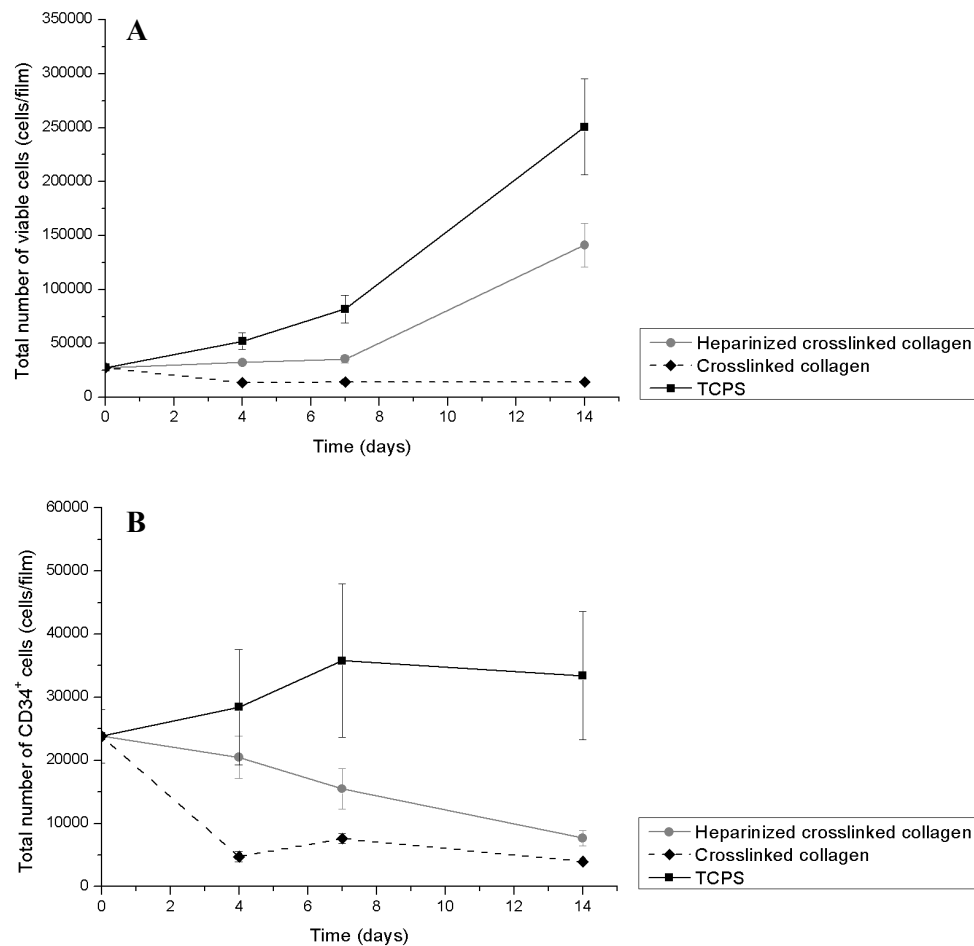 A
Total number of viable cells (cells/film)
350000
300000
250000
200000
150000
100000
50000
0
0 2 4 6 8 10 12 14
Time (days)
Heparinized crosslinked collagen
Crosslinked collagen
TCPS
B
Total number of CD34⁺ cells (cells/film)
60000
50000
40000
30000
20000
10000
0
0 2 4 6 8 10 12 14
Time (days)
Heparinized crosslinked collagen
Crosslinked collagen
TCPS